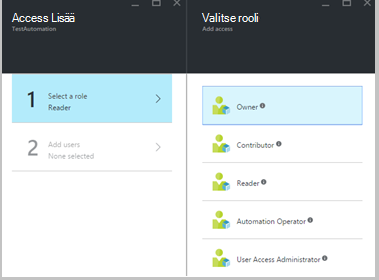 Access Lisää
TestAutomation
1
Select a role
Reader
2
Add users
None selected
Valitse rooli
Add access
Owner
Contributor
Reader
Automation Operator
User Access Administrator